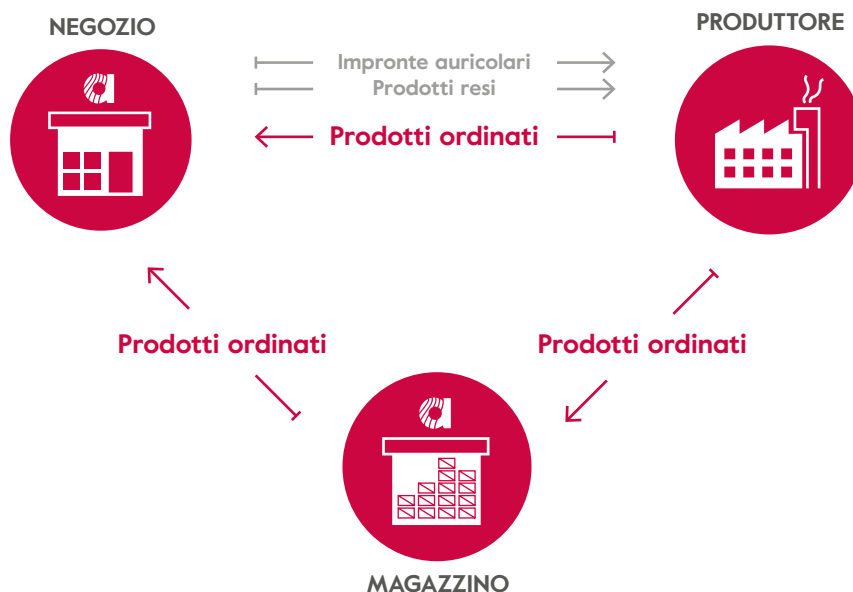 NEGOZIO
PRODUTTORE
Impronte auricolari
Prodotti resi
Prodotti ordinati
Prodotti ordinati
Prodotti ordinati
MAGAZZINO